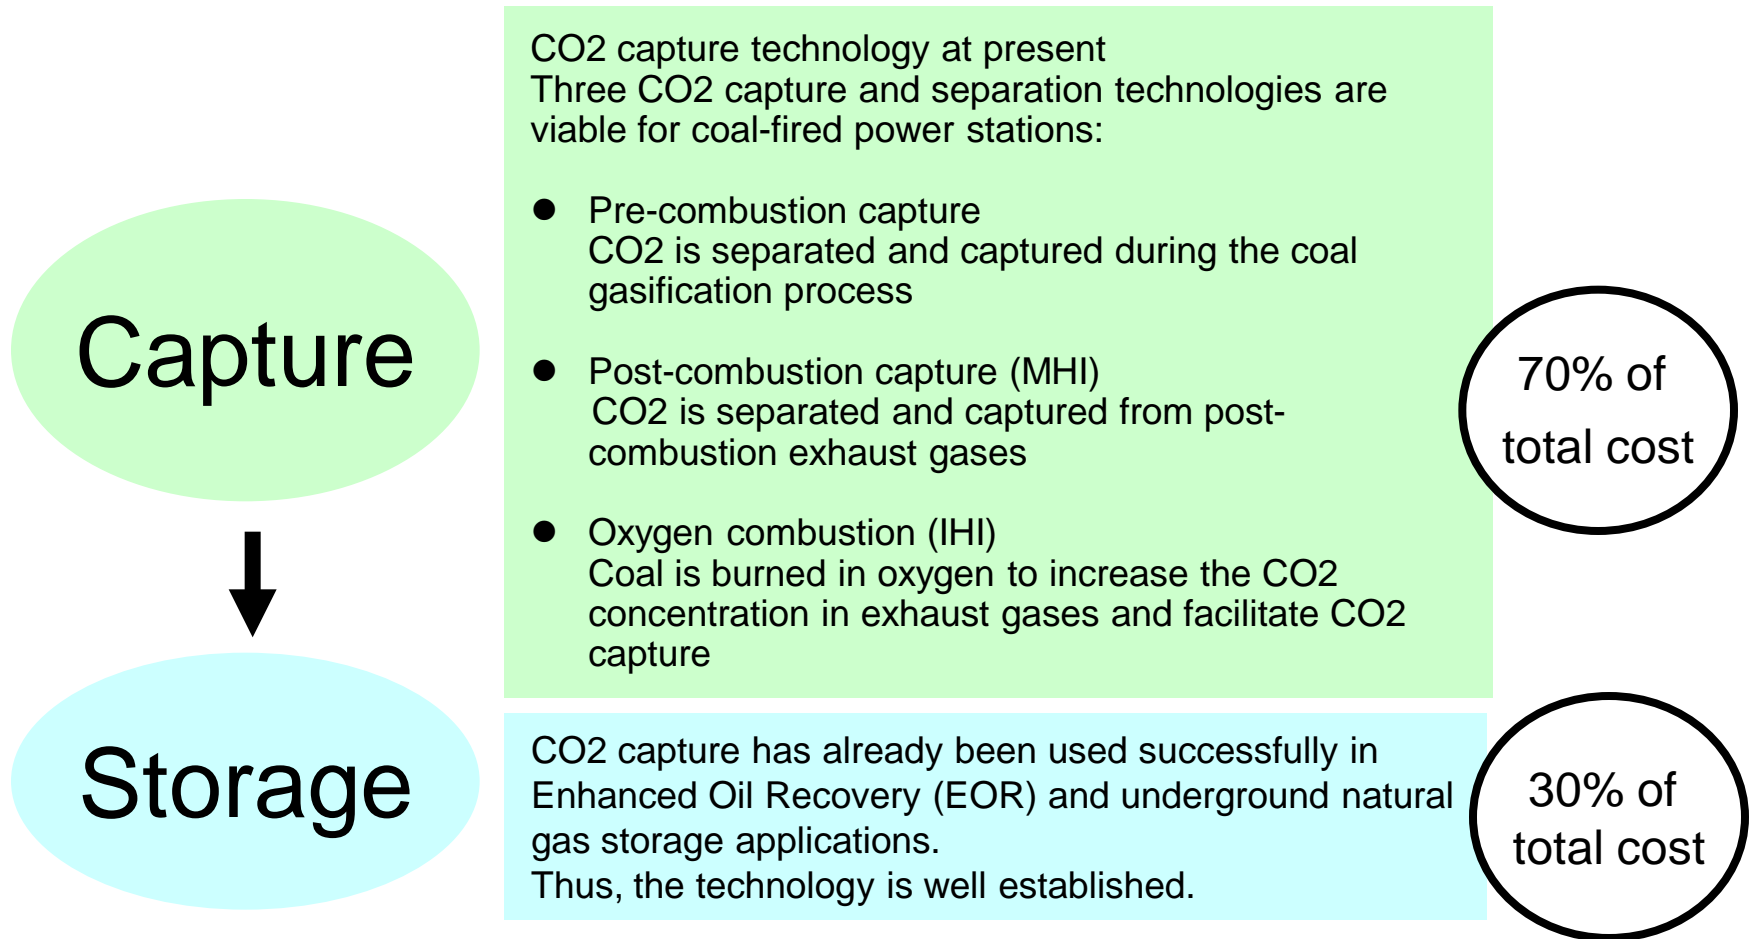 CO2 capture technology at present
Three CO2 capture and separation technologies are
viable for coal-fired power stations:
● Pre-combustion capture
CO2 is separated and captured during the coal
gasification process
Capture
● Post-combustion capture (MHI)
CO2 is separated and captured from post-
combustion exhaust gases
70% of
total cost
● Oxygen combustion (IHI)
Coal is burned in oxygen to increase the CO2
concentration in exhaust gases and facilitate CO2
capture
Storage
CO2 capture has already been used successfully in
Enhanced Oil Recovery (EOR) and underground natural
gas storage applications.
Thus, the technology is well established.
30% of
total cost